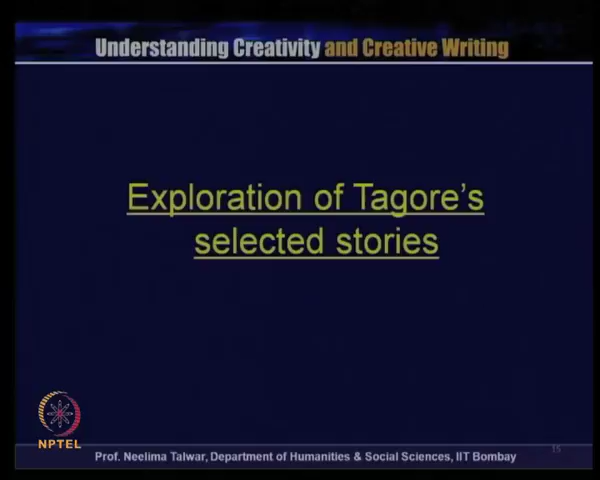 Understanding Creativity and Creative Writing
Exploration of Tagore's
selected stories
NPTEL
Prof. Neelima Talwar, Department of Humanities & Social Sciences, IIT Bombay
15